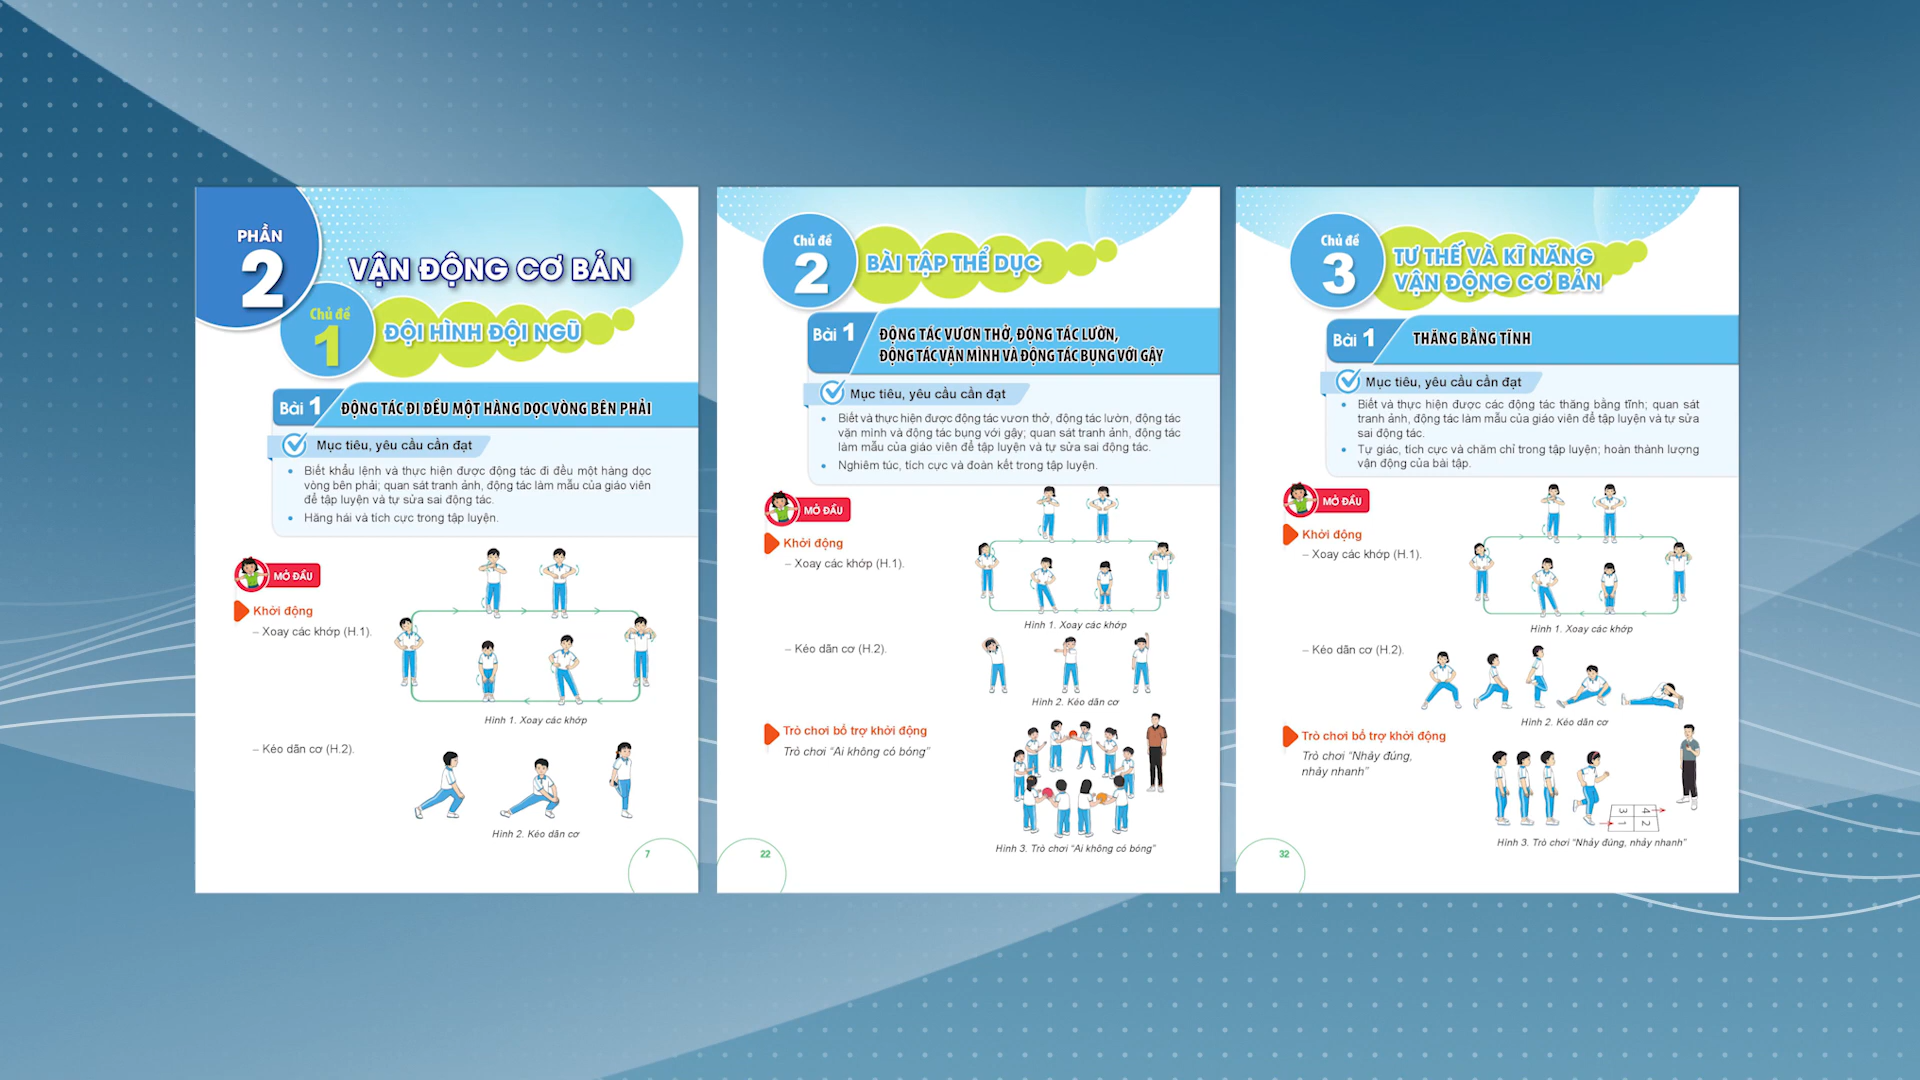 PHẦN
2
VẬN ĐỘNG CƠ BẢN
Chủ đề
1
ĐỘI HÌNH ĐỘI NGŨ
Bài 1
ĐỘNG TÁC ĐI ĐỀU MỘT HÀNG DỌC VÒNG BÊN PHẢI
Mục tiêu, yêu cầu cần đạt
• Biết khẩu lệnh và thực hiện được động tác đi đều một hàng dọc
vòng bên phải; quan sát tranh ảnh, động tác làm mẫu của giáo viên
để tập luyện và tự sửa sai động tác.
• Hăng hái và tích cực trong tập luyện.
MỞ ĐẦU
Khởi động
– Xoay các khớp (H.1).
Hình 1. Xoay các khớp
– Kéo dãn cơ (H.2).
Hình 2. Kéo dãn cơ
7
Chủ đề
2
BÀI TẬP THỂ DỤC
Bài 1
ĐỘNG TÁC VƯƠN THỞ, ĐỘNG TÁC LƯỜN,
ĐỘNG TÁC VẶN MÌNH VÀ ĐỘNG TÁC BỤNG VỚI GẬY
Mục tiêu, yêu cầu cần đạt
• Biết và thực hiện được động tác vươn thở, động tác lườn, động tác
vặn mình và động tác bụng với gậy; quan sát tranh ảnh, động tác
làm mẫu của giáo viên để tập luyện và tự sửa sai động tác.
• Nghiêm túc, tích cực và đoàn kết trong tập luyện.
MỞ ĐẦU
Khởi động
– Xoay các khớp (H.1).
Hình 1. Xoay các khớp
– Kéo dãn cơ (H.2).
Hình 2. Kéo dãn cơ
Trò chơi bổ trợ khởi động
Trò chơi “Ai không có bóng”
Hình 3. Trò chơi “Ai không có bóng”
22
Chủ đề
3
TƯ THẾ VÀ KĨ NĂNG
VẬN ĐỘNG CƠ BẢN
Bài 1
THĂNG BẰNG TĨNH
Mục tiêu, yêu cầu cần đạt
• Biết và thực hiện được các động tác thăng bằng tĩnh; quan sát
tranh ảnh, động tác làm mẫu của giáo viên để tập luyện và tự sửa
sai động tác.
• Tự giác, tích cực và chăm chỉ trong tập luyện; hoàn thành lượng
vận động của bài tập.
MỞ ĐẦU
Khởi động
– Xoay các khớp (H.1).
Hình 1. Xoay các khớp
– Kéo dãn cơ (H.2).
Hình 2. Kéo dãn cơ
Trò chơi bổ trợ khởi động
Trò chơi “Nhảy đúng,
nhảy nhanh”
3 4
1 2
Hình 3. Trò chơi “Nhảy đúng, nhảy nhanh”
32